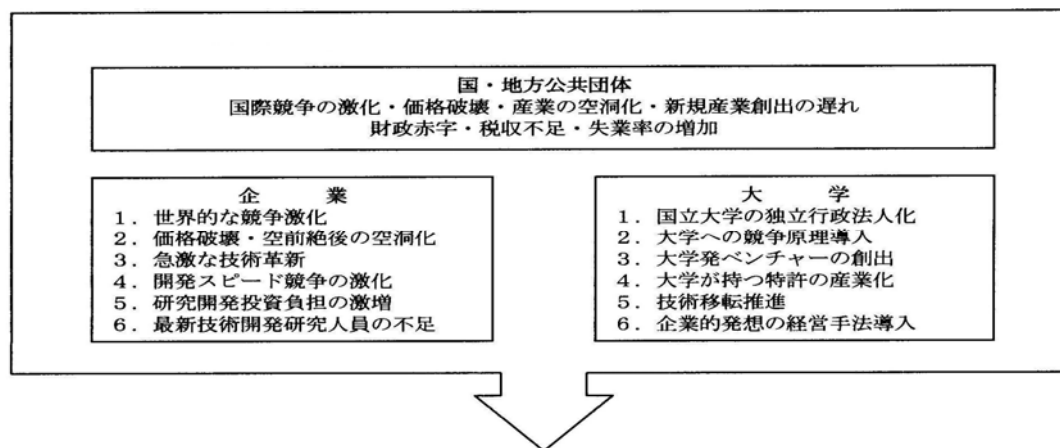 国・地方公共団体
国際競争の激化・価格破壊・産業の空洞化・新規産業創出の遅れ
財政赤字・税収不足・失業率の増加
企　　業
1．世界的な競争激化
2．価格破壊・空前絶後の空洞化
3．急激な技術革新
4．開発スピード競争の激化
5．研究開発投資負担の激増
6．最新技術開発研究人員の不足
大　　学
1．国立大学の独立行政法人化
2．大学への競争原理導入
3．大学発ベンチャーの創出
4．大学が持つ特許の産業化
5．技術移転推進
6．企業的発想の経営手法導入